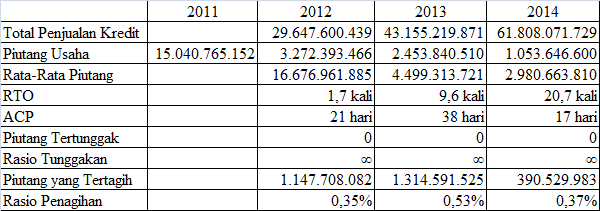 2011 2012 2013 2014
Total Penjualan Kredit 29.647.600.439 43.155.219.871 61.808.071.729
Piutang Usaha 15.040.765.152 3.272.393.466 2.453.840.510 1.053.646.600
Rata-Rata Piutang 16.676.961.885 4.499.313.721 2.980.663.810
RTO 1,7 kali 9,6 kali 20,7 kali
ACP 21 hari 38 hari 17 hari
Piutang Tertunggak 0 0 0
Rasio Tunggakan ∞ ∞ ∞
Piutang yang Tertagih 1.147.708.082 1.314.591.525 390.529.983
Rasio Penagihan 0,35% 0,53% 0,37%